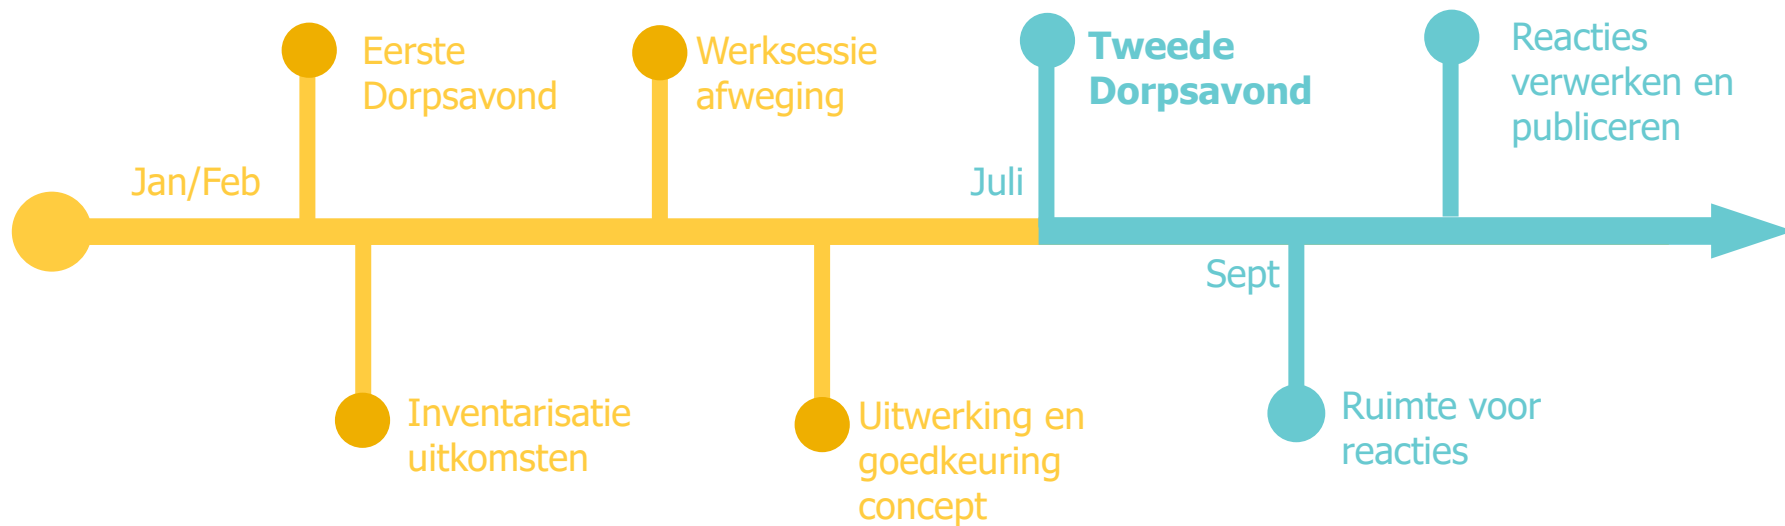 Eerste
Dorpsavond
Werksessie
afweging
Tweede
Dorpsavond
Reacties
verwerken en
publiceren
Jan/Feb
Juli
Sept
Inventarisatie
uitkomsten
Uitwerking en
goedkeuring
concept
Ruimte voor
reacties